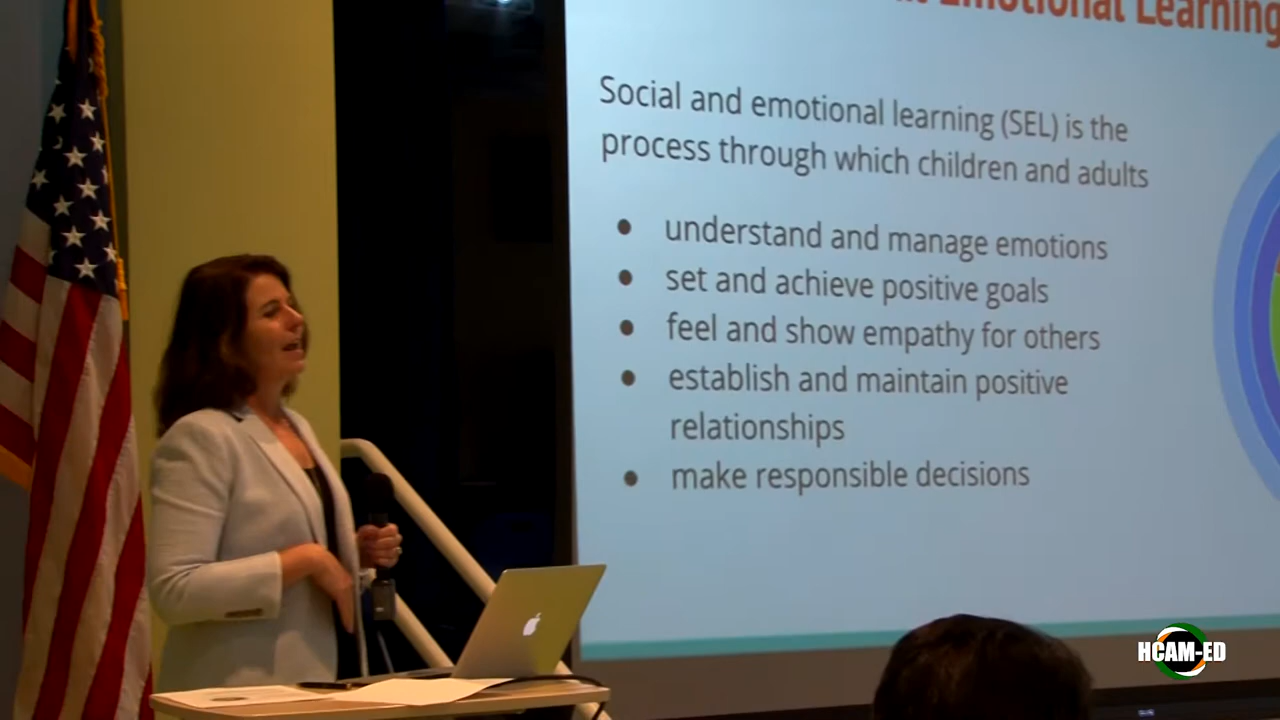 Emotional Learning
Social and emotional learning (SEL) is the
process through which children and adults
● understand and manage emotions
● set and achieve positive goals
● feel and show empathy for others
● establish and maintain positive
relationships
● make responsible decisions
HCAM-ED